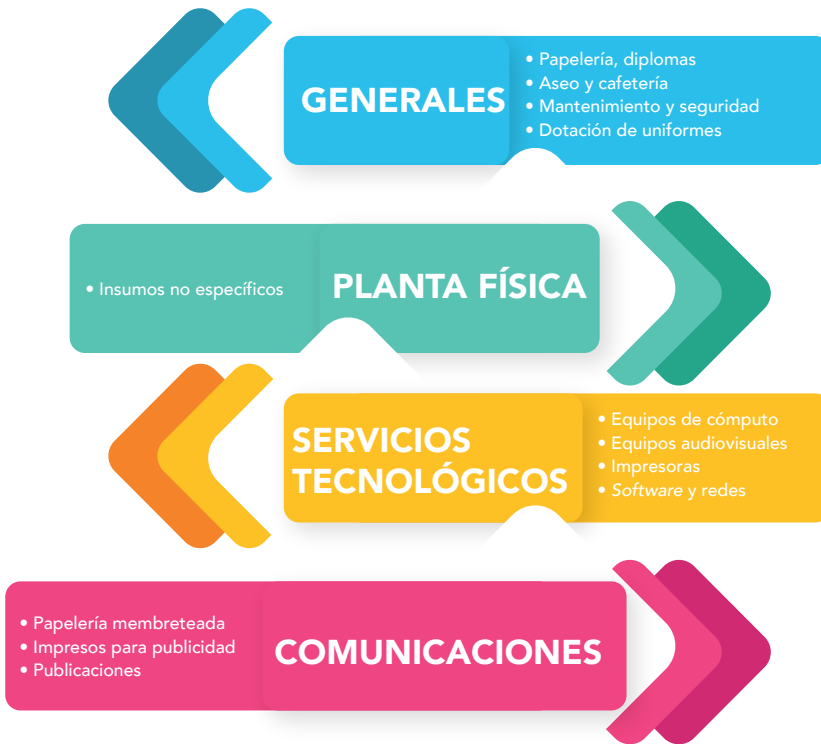 GENERALES
• Papelería, diplomas
• Aseo y cafetería
• Mantenimiento y seguridad
• Dotación de uniformes
• Insumos no específicos
PLANTA FÍSICA
SERVICIOS
TECNOLÓGICOS
• Equipos de cómputo
• Equipos audiovisuales
• Impresoras
• Software y redes
• Papelería membreteada
• Impresos para publicidad
• Publicaciones
COMUNICACIONES